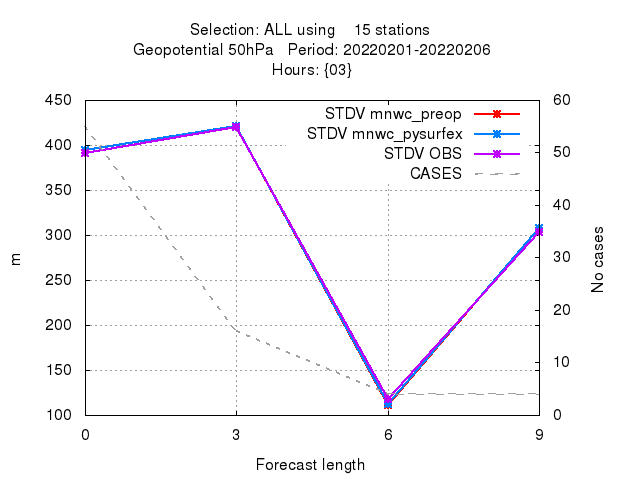 Selection: ALL using    15 stations
Geopotential 50hPa   Period: 20220201-20220206
Hours: {03}
450
400
350
300
250
200
150
100
60
50
40
30
20
10
0
STDV mnwc_preop
STDV mnwc_pysurfex
STDV OBS
CASES
m
No cases
0 3 6 9
Forecast length